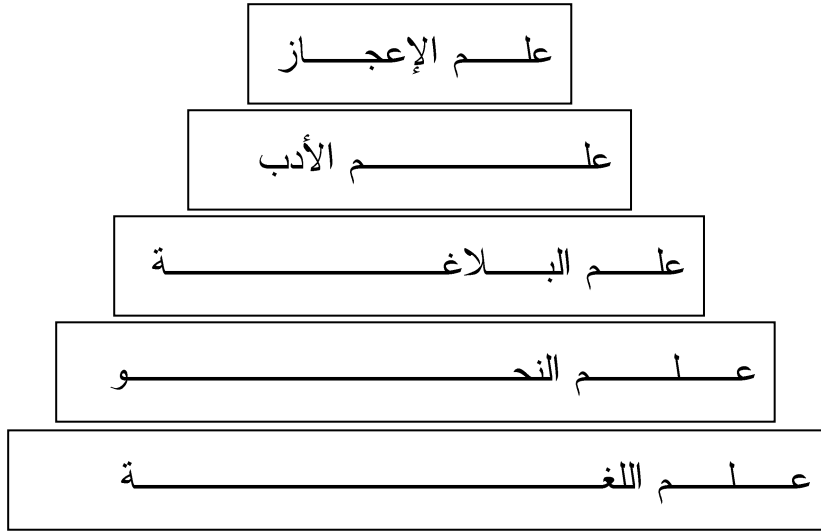 علم الإعجاز
علم الأدب
علم البلاغة
علم النحو
علم اللغة